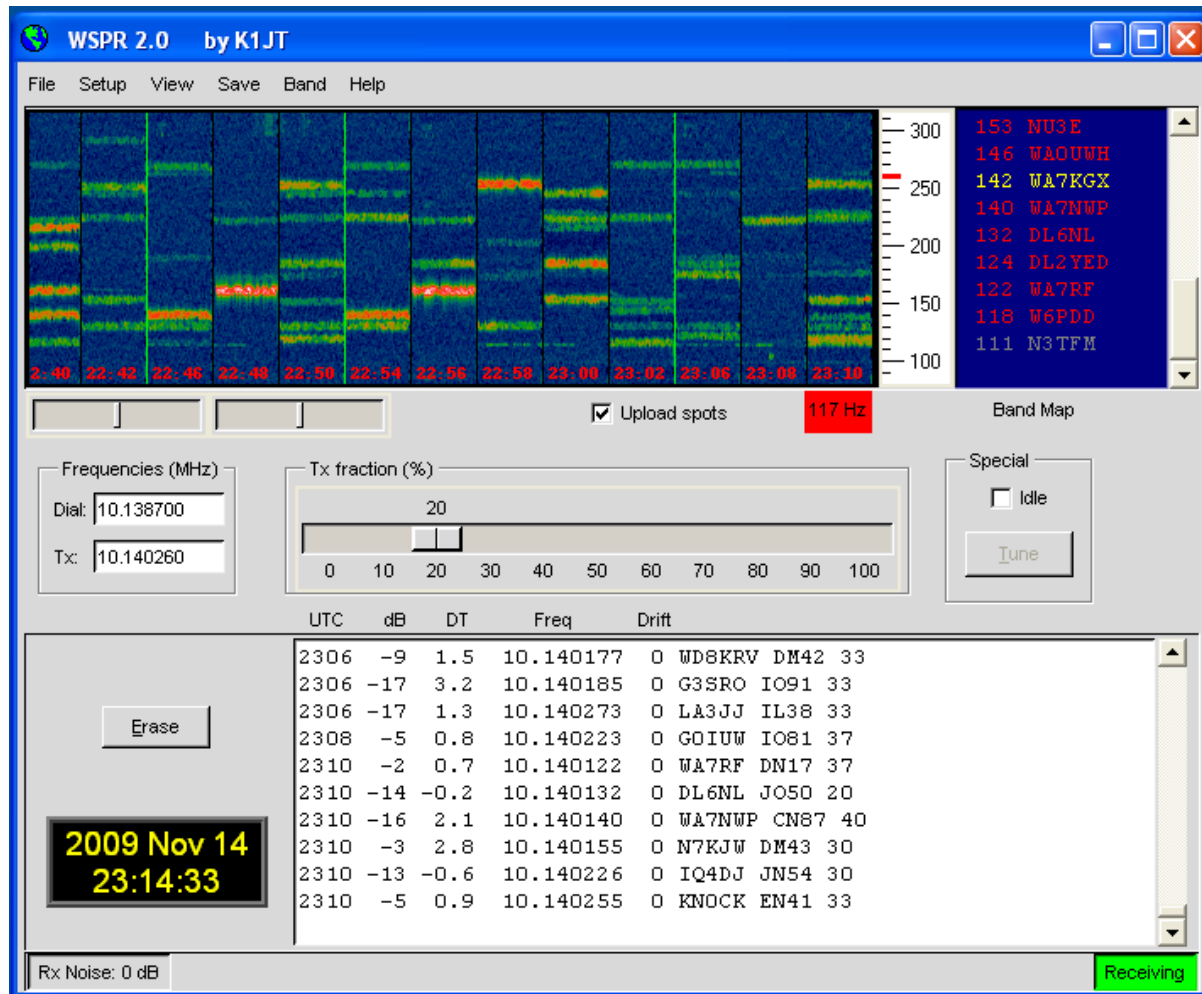 WSPR 2.0 by K1JT
File Setup View Save Band Help
300
250
200
150
100
153 NU3E
146 WA0UWH
142 WA7KGX
140 WA7NWP
132 DL6NL
124 DL2YED
122 WA7RF
118 W6PDD
111 N3TFM
2:40 22:42 22:46 22:48 22:50 22:54 22:56 22:58 23:00 23:02 23:06 23:08 23:10
Upload spots 117 Hz Band Map
Frequencies (MHz)
Dial: 10.138700
Tx: 10.140260
Tx fraction (%)
20
0 10 20 30 40 50 60 70 80 90 100
Special
Idle
Tune
UTC dB DT Freq Drift
2306 -9 1.5 10.140177 0 WD8KRV DM42 33
2306 -17 3.2 10.140185 0 G3SRO IO91 33
2306 -17 1.3 10.140273 0 LA3JJ IL38 33
2308 -5 0.8 10.140223 0 G0IUW IO81 37
2310 -2 0.7 10.140122 0 WA7RF DN17 37
2310 -14 -0.2 10.140132 0 DL6NL JO50 20
2310 -16 2.1 10.140140 0 WA7NWP CN87 40
2310 -3 2.8 10.140155 0 N7KJW DM43 30
2310 -13 -0.6 10.140226 0 IQ4DJ JN54 30
2310 -5 0.9 10.140255 0 KN0CK EN41 33
Erase
2009 Nov 14
23:14:33
Rx Noise: 0 dB
Receiving